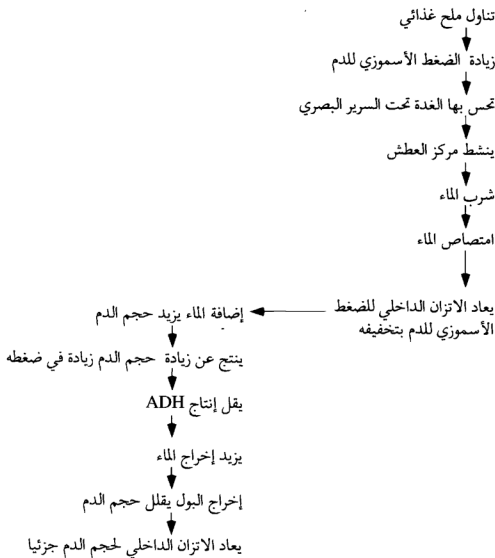 تناول ملح غذائي
زيادة الضغط الأسموزي للدم
تحس بها الغدة تحت السرير البصري
ينشط مركز العطش
شرب الماء
امتصاص الماء
يعاد الاتزان الداخلي للضغط
الأسموزي للدم بتخفيفه
إضافة الماء يزيد حجم الدم
ينتج عن زيادة حجم الدم زيادة في ضغطه
يقل إنتاج ADH
يزيد إخراج الماء
إخراج البول يقلل حجم الدم
يعاد الاتزان الداخلي لحجم الدم جزئيا